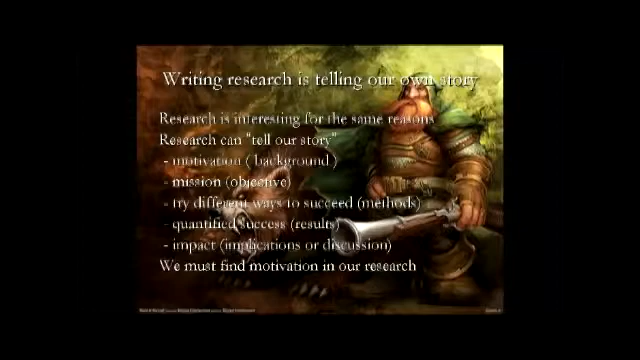 Writing research is telling our own story
Research is interesting for the same reasons
Research can "tell our story"
- motivation ( background )
- mission (objective)
- try different ways to succeed (methods)
- quantified success (results)
- impact (implications or discussion)
We must find motivation in our research